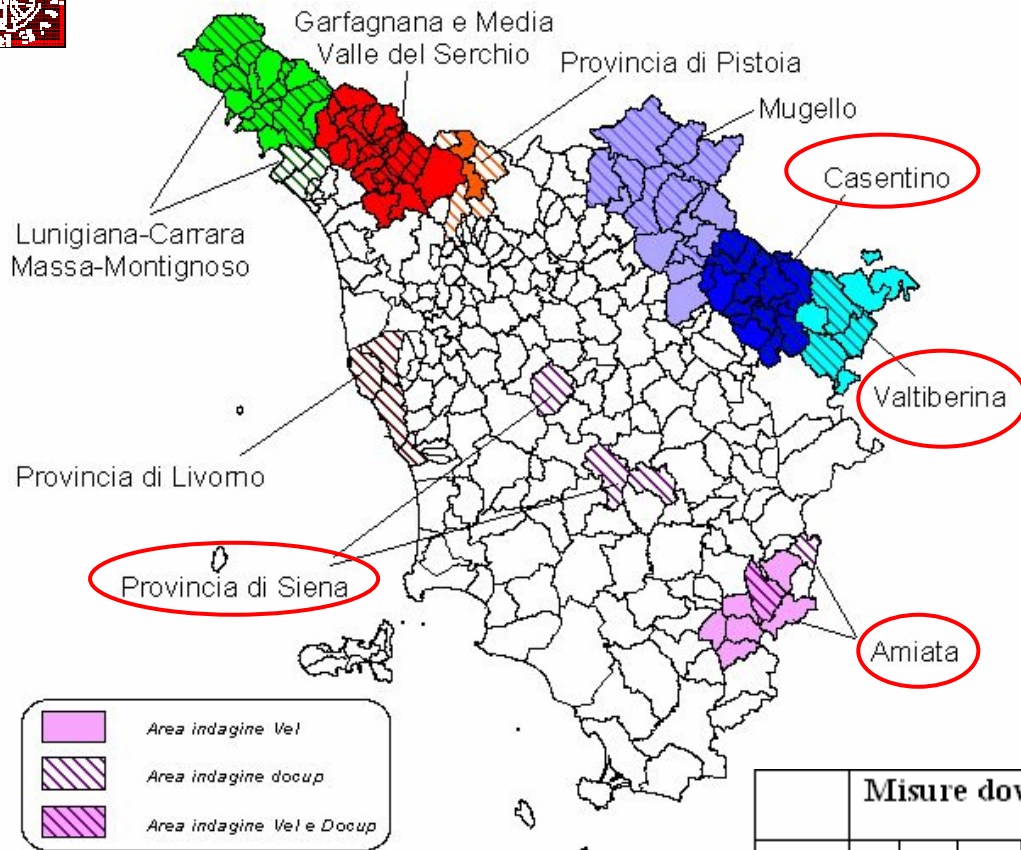 Garfagnana e Media
Valle del Serchio
Provincia di Pistoia
Mugello
Casentino
Lunigiana-Carrara
Massa-Montignoso
Valtiberina
Provincia di Livorno
Provincia di Siena
Amiata
Area indagine Vel
Area indagine docup
Area indagine Vel e Docup
Misure dov